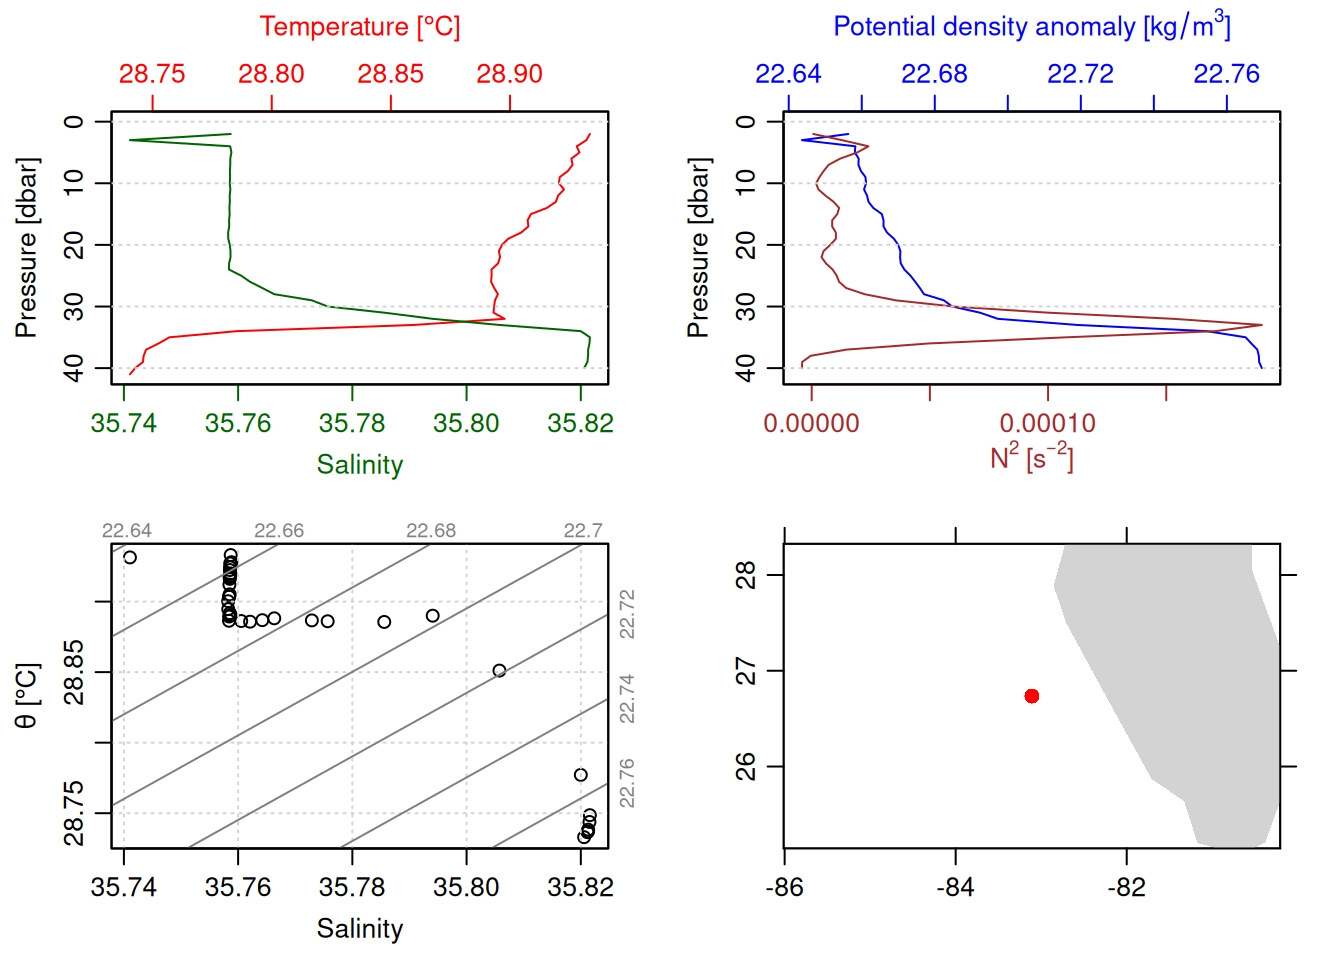 Temperature [°C]
28.75 28.80 28.85 28.90
Pressure [dbar]
0
10
20
30
40
35.74 35.76 35.78 35.80 35.82
Salinity
Potential density anomaly [kg/m³]
22.64 22.68 22.72 22.76
Pressure [dbar]
0
10
20
30
40
0.00000 0.00010
N² [s⁻²]
22.64 22.66 22.68 22.7
22.72
22.74
22.76
θ [°C]
28.85
28.75
35.74 35.76 35.78 35.80 35.82
Salinity
28
27
26
-86 -84 -82